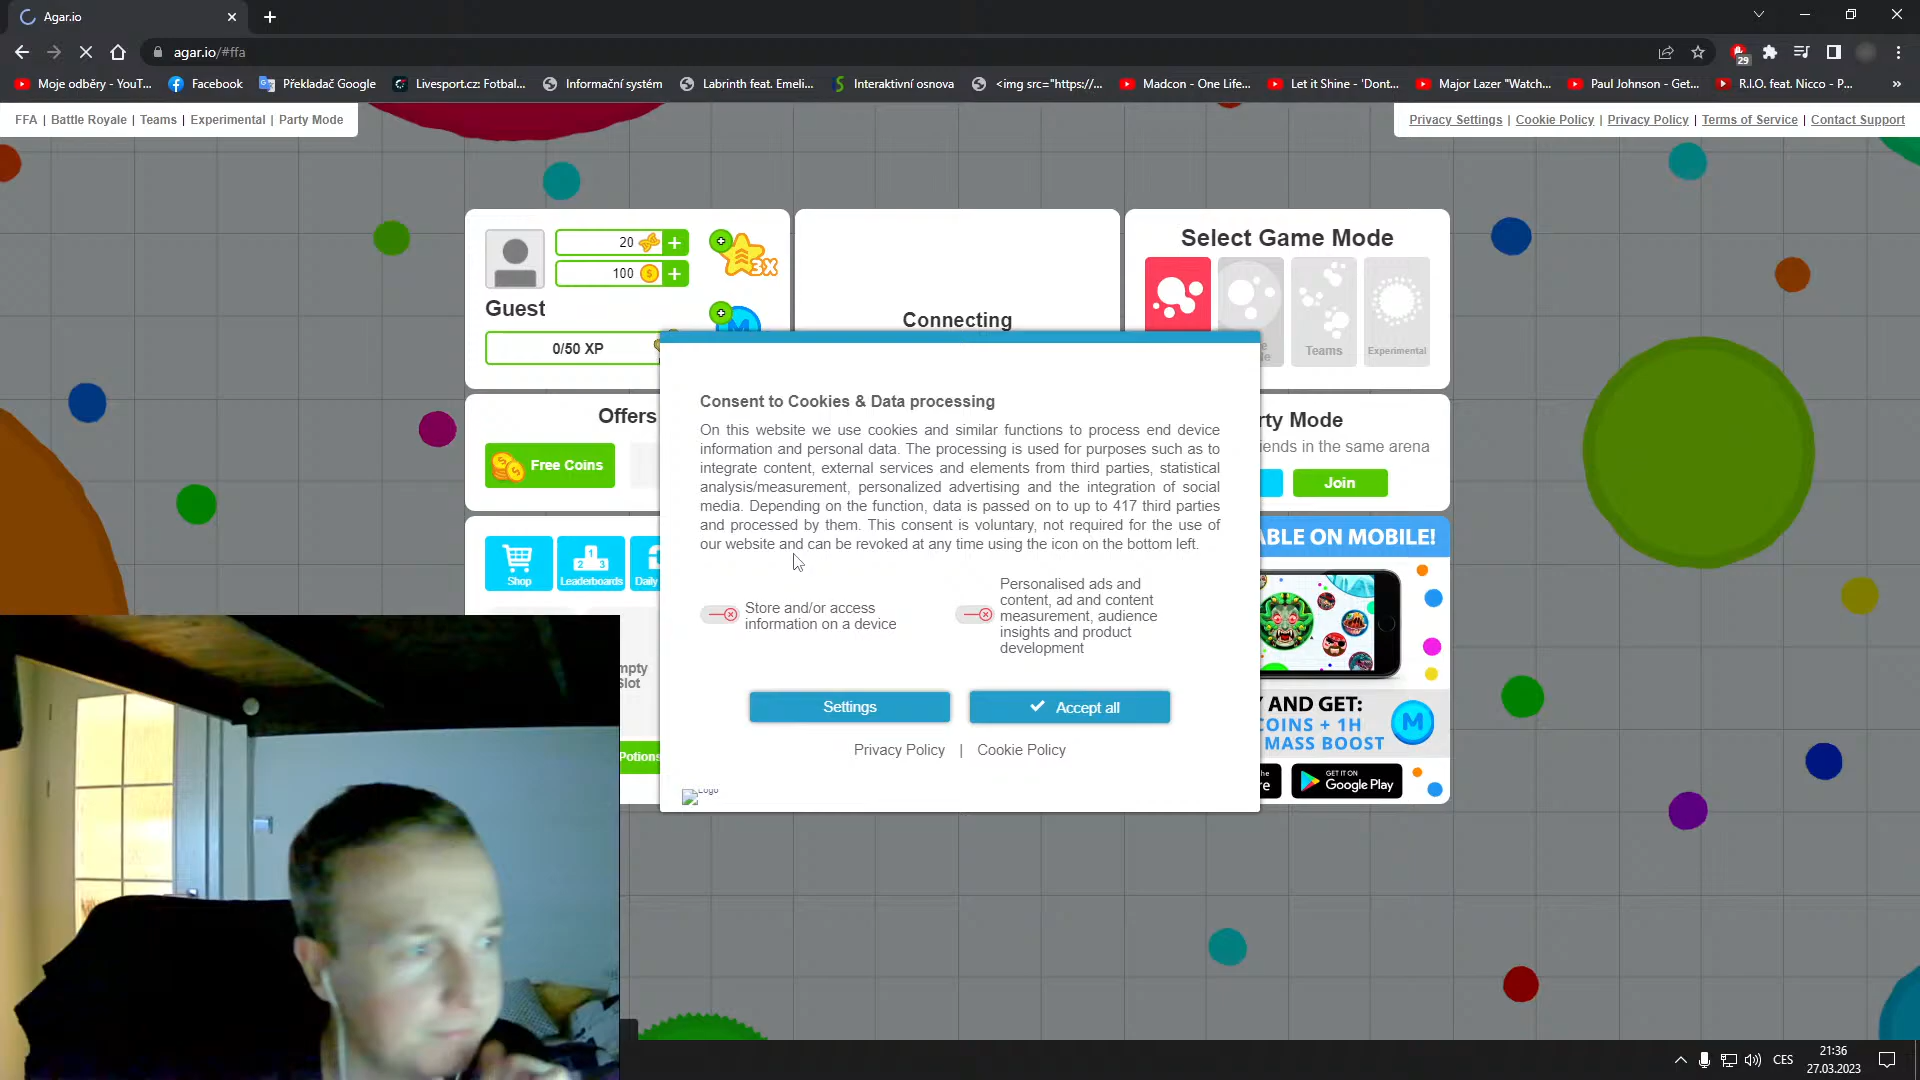 Agar.io
agar.io/#ffa
29
Moje odběry - YouT...
Facebook
Překladač Google
Livesport.cz: Fotbal...
Informační systém
Labrinth feat. Emeli...
Interaktivní osnova
<img src="https://...
Madcon - One Life...
Let it Shine - 'Dont...
Major Lazer "Watch...
Paul Johnson - Get...
R.I.O. feat. Nicco - P...
»
FFA | Battle Royale | Teams | Experimental | Party Mode
Privacy Settings | Cookie Policy | Privacy Policy | Terms of Service | Contact Support
20
100
3X
Guest
0/50 XP
Connecting
Select Game Mode
Teams
Experimental
Offers
Free Coins
rty Mode
iends in the same arena
Join
Shop
1 2 3
Leaderboards
Daily
mpty
Slot
Potions
Consent to Cookies & Data processing
On this website we use cookies and similar functions to process end device
information and personal data. The processing is used for purposes such as to
integrate content, external services and elements from third parties, statistical
analysis/measurement, personalized advertising and the integration of social
media. Depending on the function, data is passed on to up to 417 third parties
and processed by them. This consent is voluntary, not required for the use of
our website and can be revoked at any time using the icon on the bottom left.
Store and/or access
information on a device
Personalised ads and
content, ad and content
measurement, audience
insights and product
development
Settings
Accept all
Privacy Policy | Cookie Policy
Logo
ABLE ON MOBILE!
AND GET:
COINS + 1H
MASS BOOST
M
GET IT ON
Google Play
CES
21:36
27.03.2023